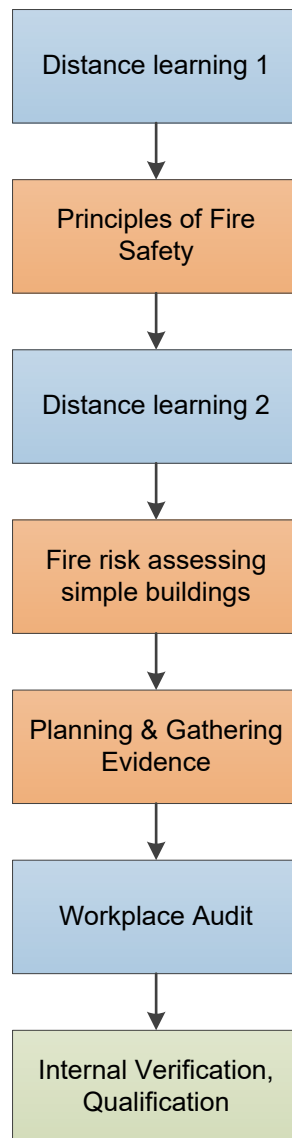 Distance learning 1
Principles of Fire
Safety
Distance learning 2
Fire risk assessing
simple buildings
Planning & Gathering
Evidence
Workplace Audit
Internal Verification,
Qualification